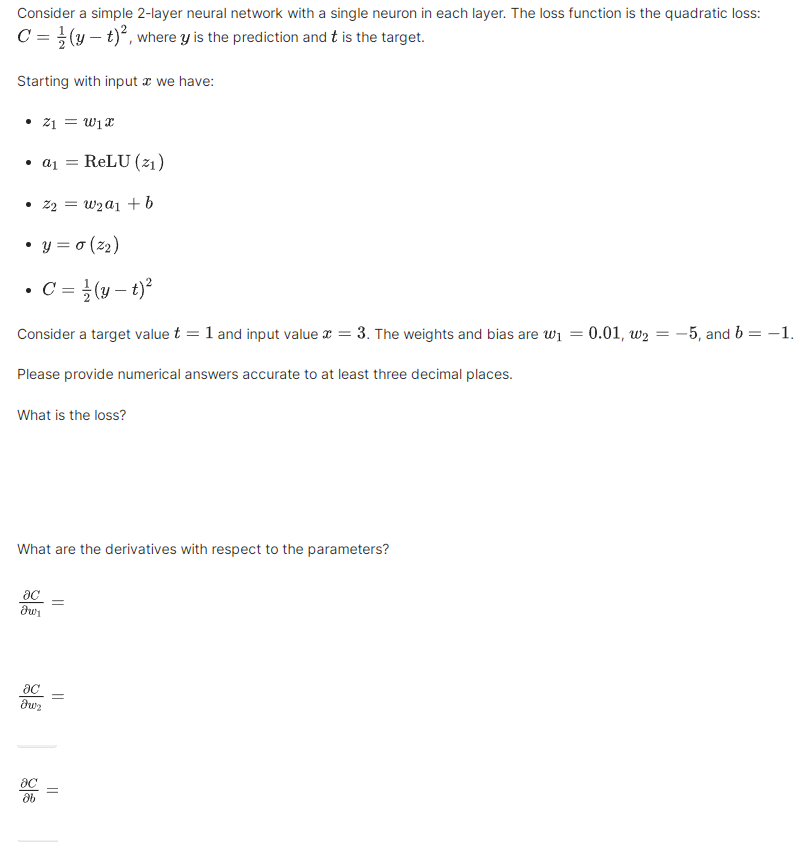 Consider a simple 2-layer neural network with a single neuron in each layer. The loss function is the quadratic loss:
$C = \frac{1}{2}(y - t)^2$, where $y$ is the prediction and $t$ is the target.
Starting with input $x$ we have:
• $z_1 = w_1 x$
• $a_1 = \mathrm{ReLU}(z_1)$
• $z_2 = w_2 a_1 + b$
• $y = \sigma(z_2)$
• $C = \frac{1}{2}(y - t)^2$
Consider a target value $t = 1$ and input value $x = 3$. The weights and bias are $w_1 = 0.01$, $w_2 = -5$, and $b = -1$.
Please provide numerical answers accurate to at least three decimal places.
What is the loss?
What are the derivatives with respect to the parameters?
$\frac{\partial C}{\partial w_1} =$
$\frac{\partial C}{\partial w_2} =$
$\frac{\partial C}{\partial b} =$